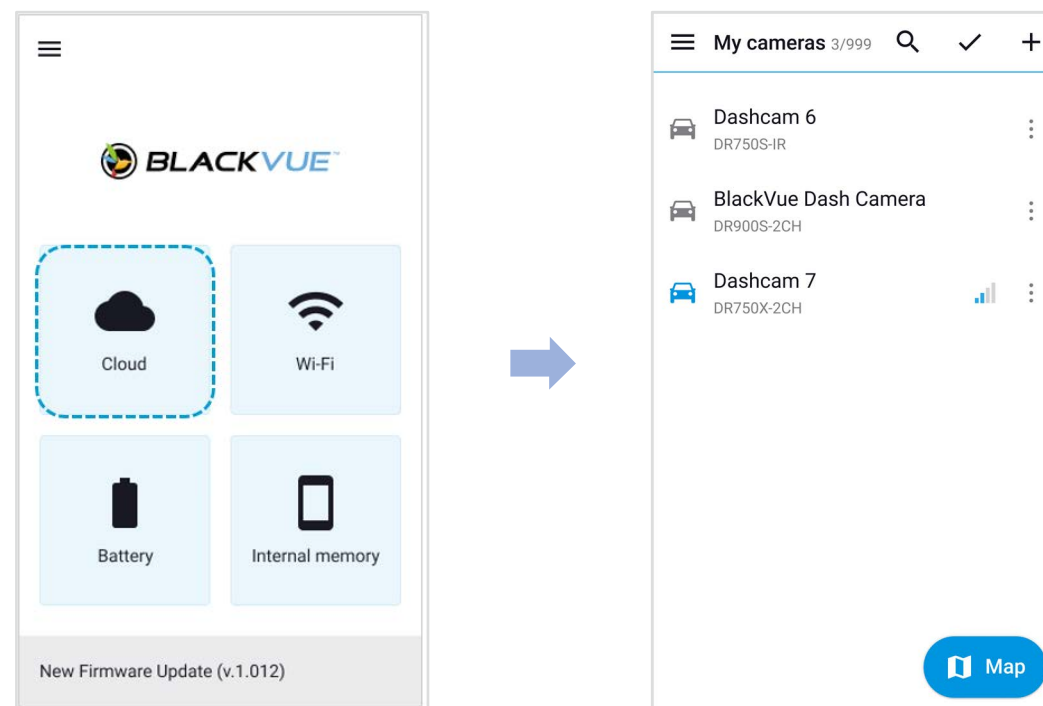 BLACKVUE™
Cloud
Wi-Fi
Battery
Internal memory
New Firmware Update (v.1.012)
My cameras 3/999
Dashcam 6
DR750S-IR
BlackVue Dash Camera
DR900S-2CH
Dashcam 7
DR750X-2CH
Map